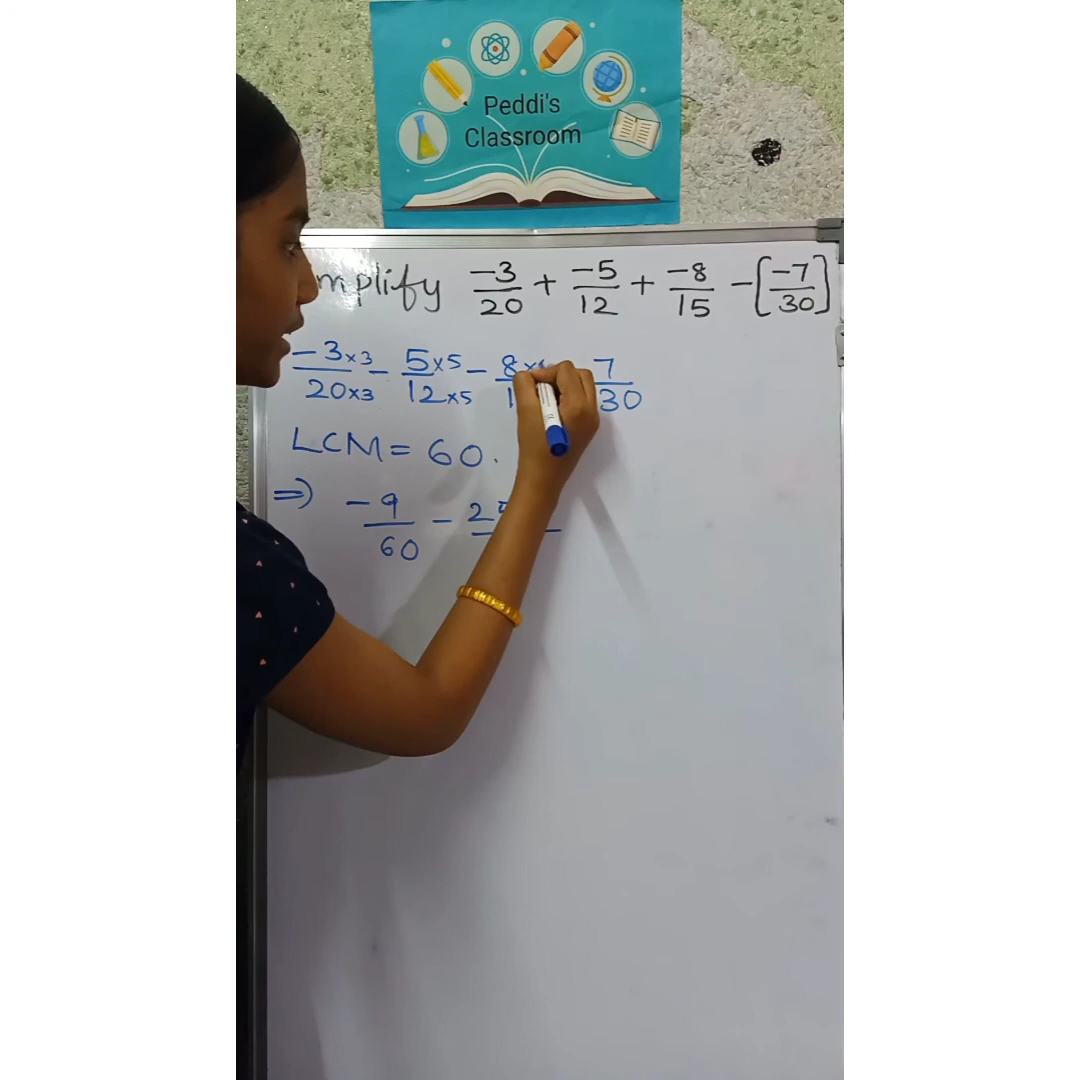 Peddi's
Classroom
mplify -3/20 + -5/12 + -8/15 - [-7/30]
-3×3/20×3 - 5×5/12×5 - 8× 7/30
LCM = 60.
⇒ -9/60 - 2